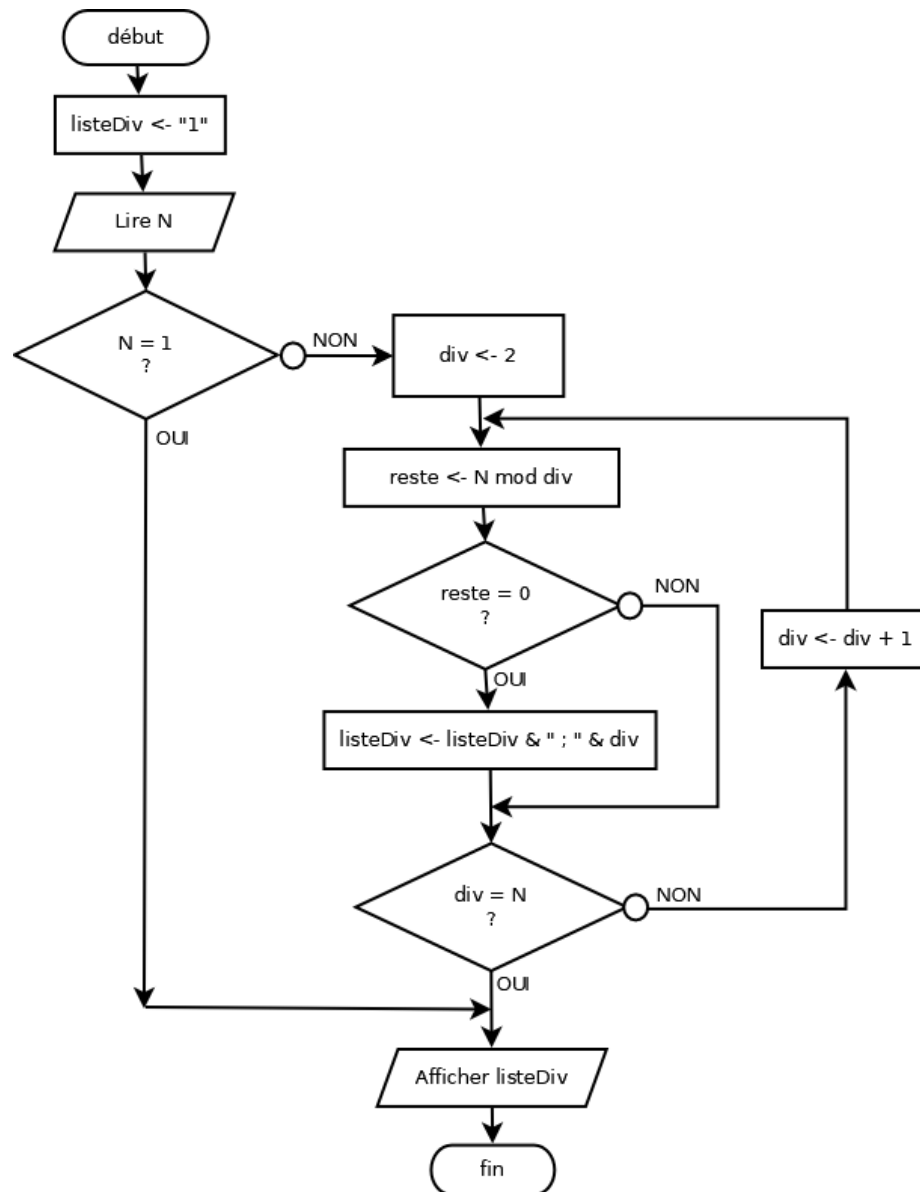 début
listeDiv <- "1"
Lire N
N = 1
?
NON
OUI
div <- 2
reste <- N mod div
reste = 0
?
NON
OUI
div <- div + 1
listeDiv <- listeDiv & " ; " & div
div = N
?
NON
OUI
Afficher listeDiv
fin